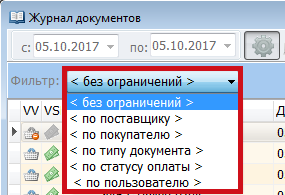 Журнал документов
с: 05.10.2017 по: 05.10.2017
Фильтр: < без ограничений >
< без ограничений >
VV VS < по поставщику >
< по покупателю >
< по типу документа >
< по статусу оплаты >
< по пользователю >